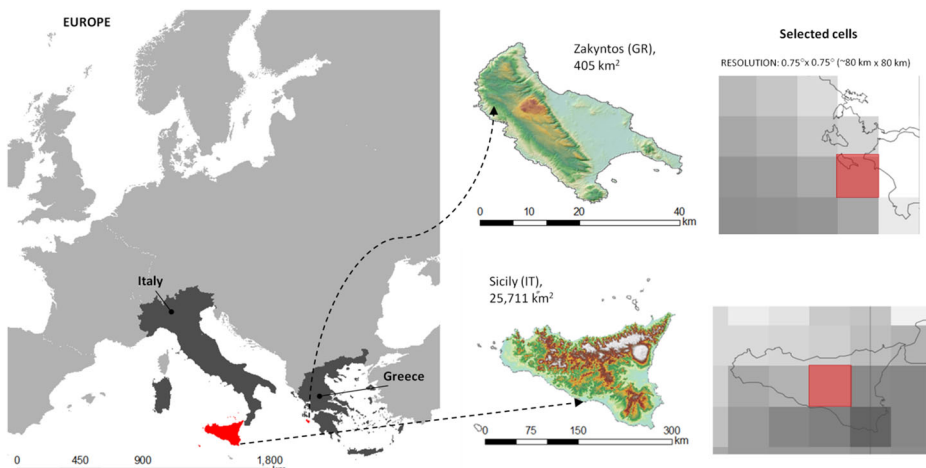 EUROPE
Italy
Greece
0 450 900 1,800
km
Zakyntos (GR),
405 km²
0 10 20 40
km
Sicily (IT),
25,711 km²
0 75 150 300
km
Selected cells
RESOLUTION: 0.75°x 0.75° (~80 km x 80 km)